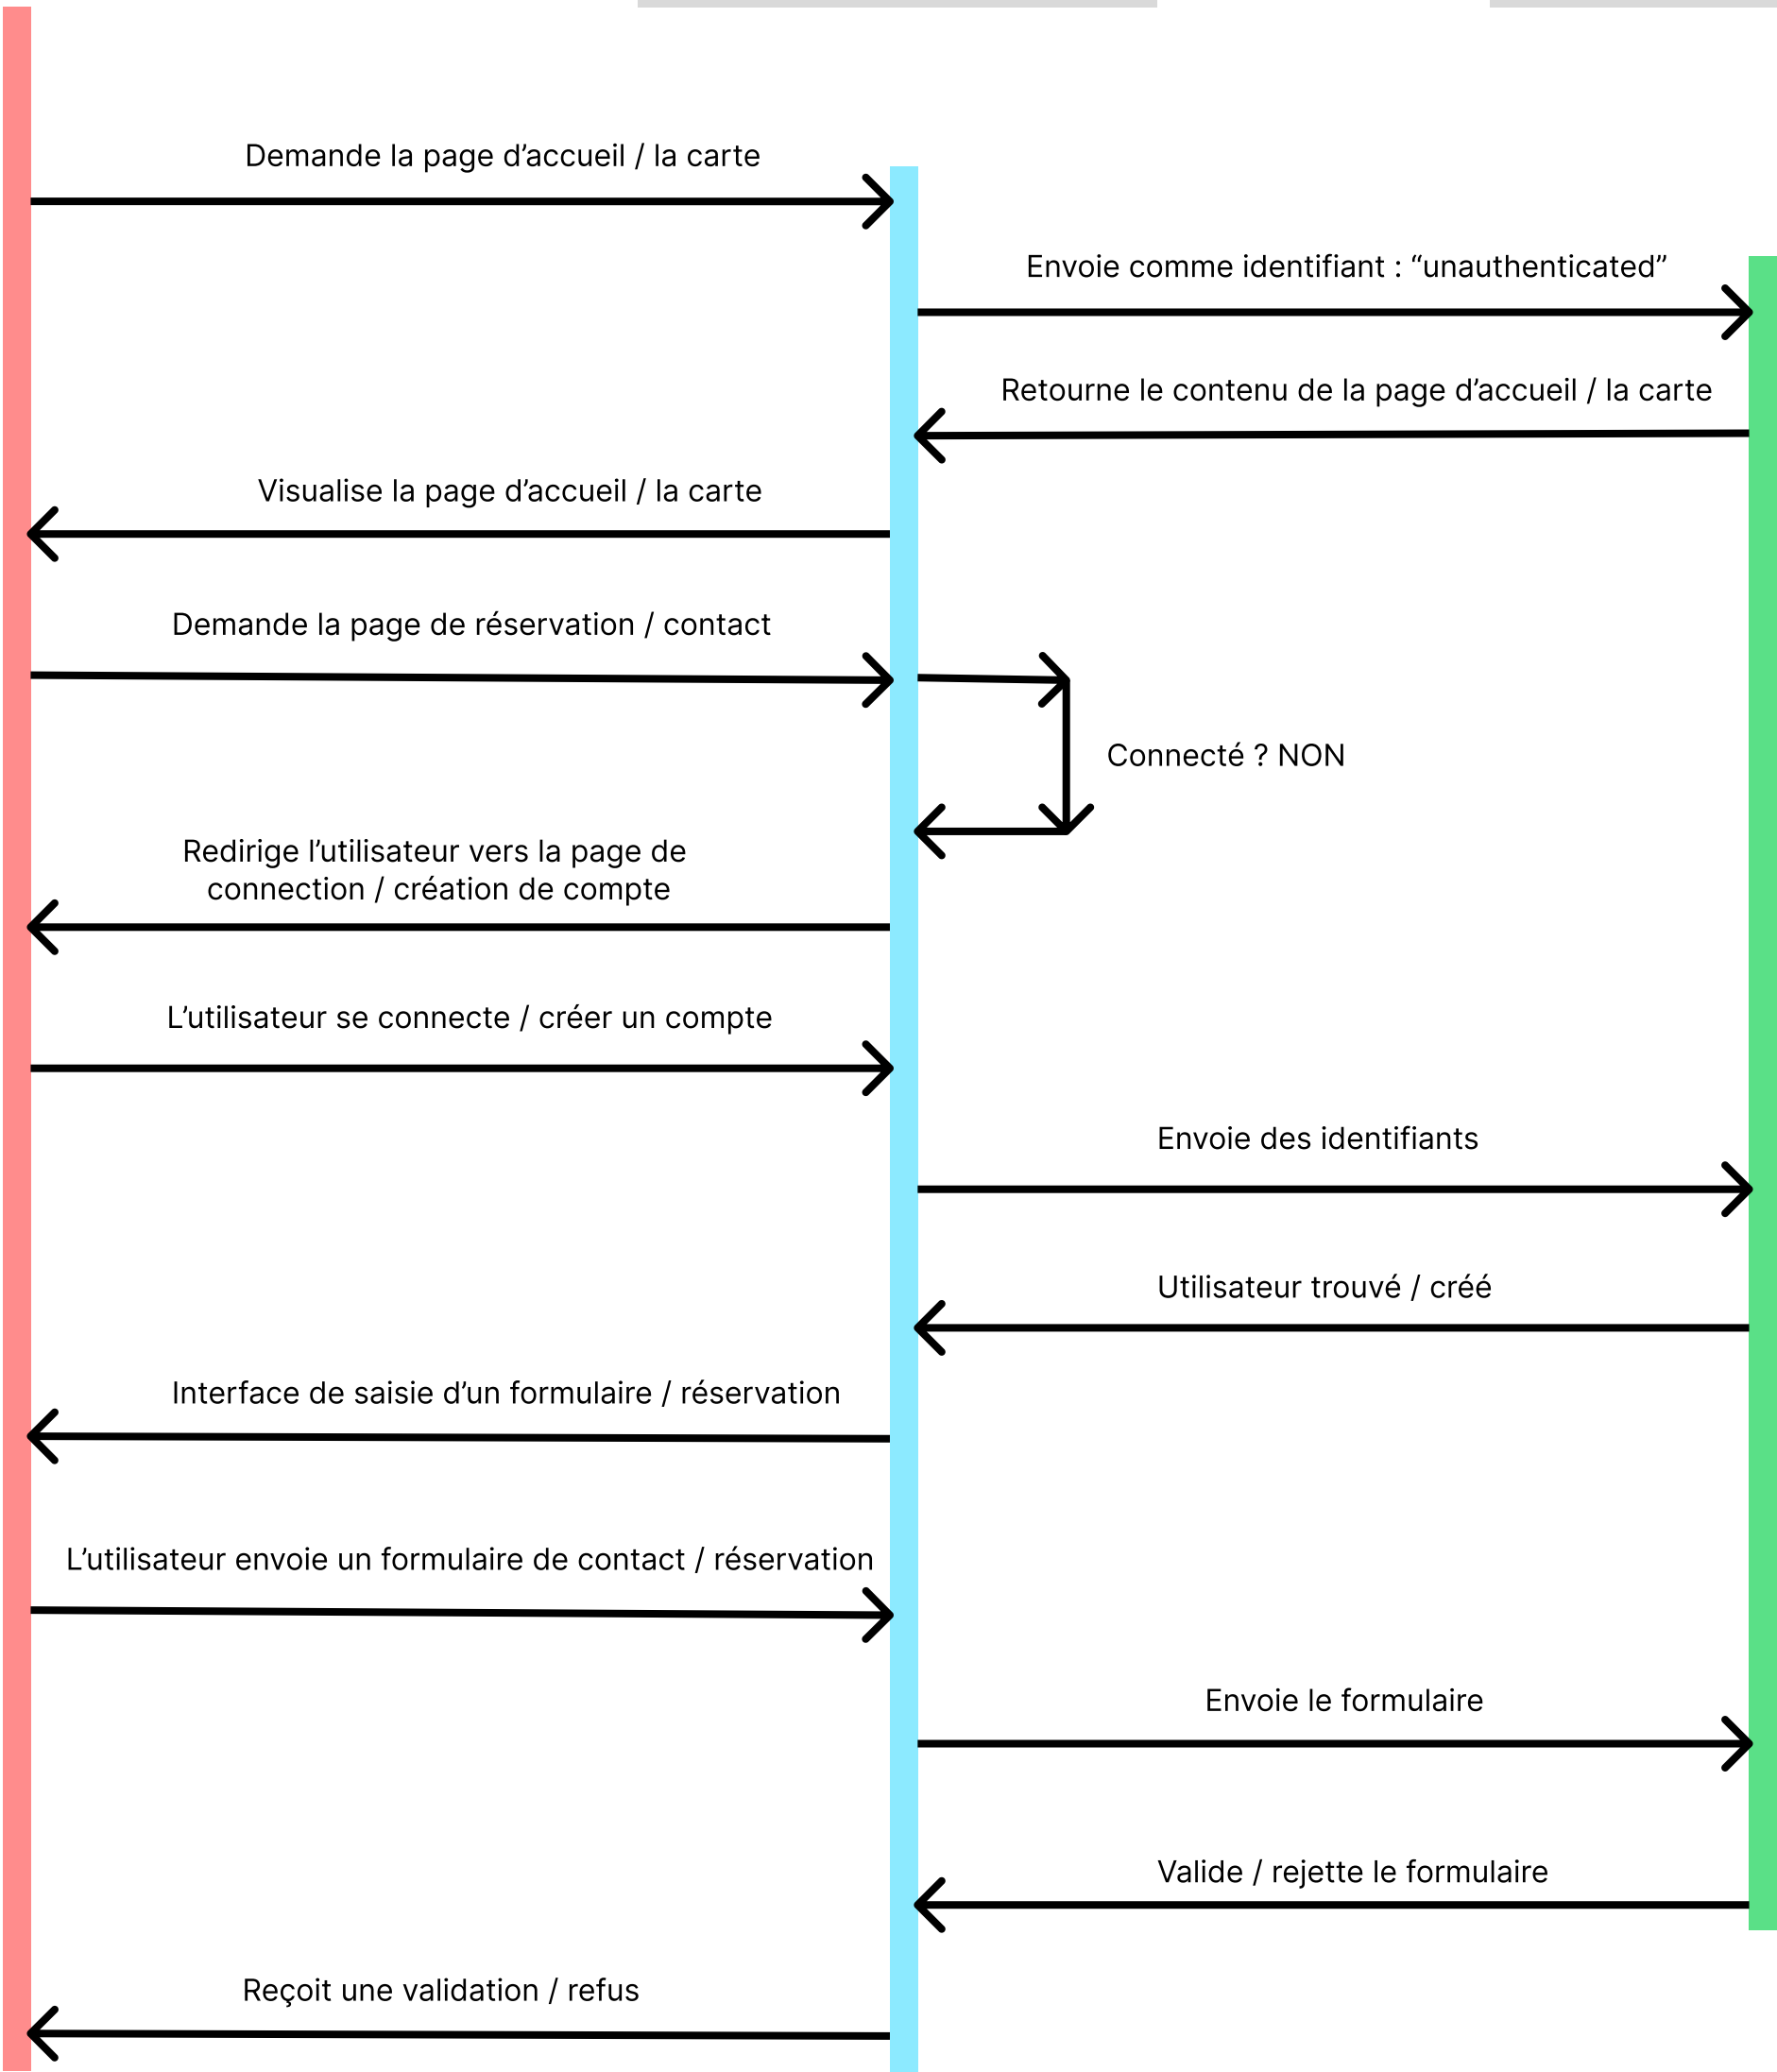 Demande la page d’accueil / la carte
Envoie comme identifiant : “unauthenticated”
Retourne le contenu de la page d’accueil / la carte
Visualise la page d’accueil / la carte
Demande la page de réservation / contact
Connecté ? NON
Redirige l’utilisateur vers la page de
connection / création de compte
L’utilisateur se connecte / créer un compte
Envoie des identifiants
Utilisateur trouvé / créé
Interface de saisie d’un formulaire / réservation
L’utilisateur envoie un formulaire de contact / réservation
Envoie le formulaire
Valide / rejette le formulaire
Reçoit une validation / refus